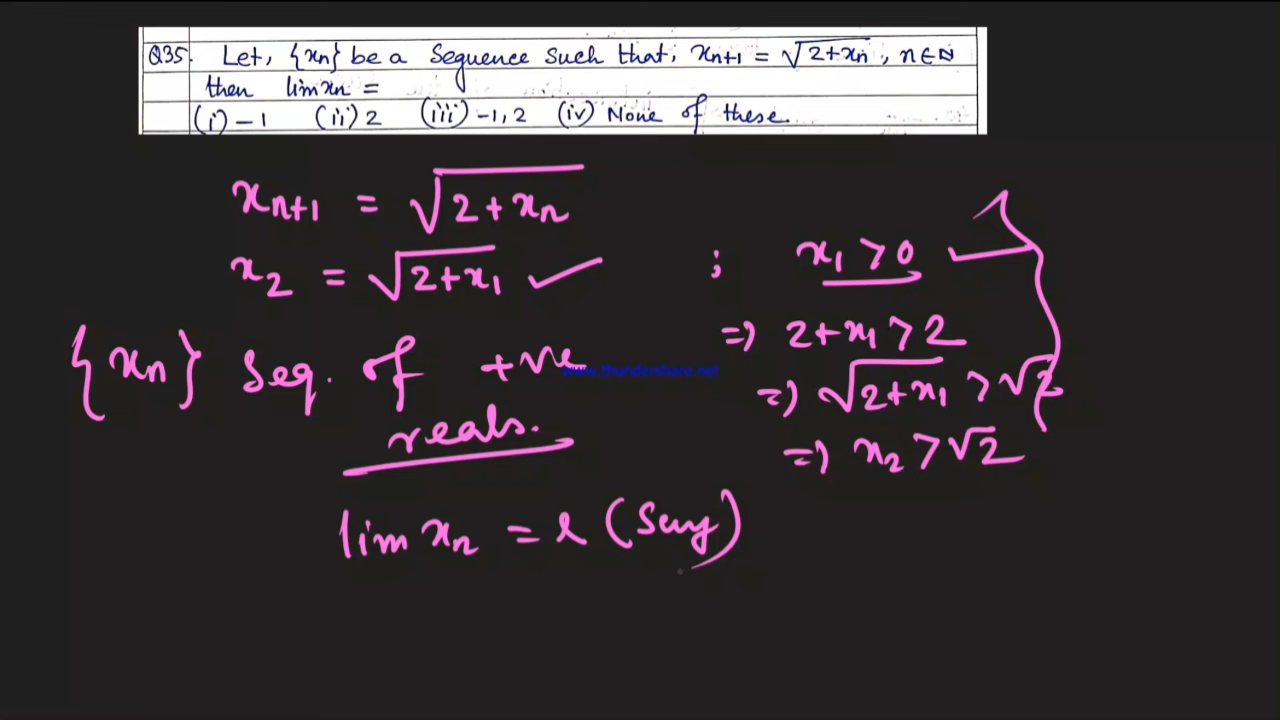 Q35. Let, {xn} be a Sequence such that; xn+1 = √2+xn, n∈N
then lim xn =
(i) -1 (ii) 2 (iii) -1, 2 (iv) None of these.
xn+1 = √2+xn
x2 = √2+x1 ✓ ; x1 > 0
⇒ 2+x1 > 2
⇒ √2+x1 > √2
⇒ x2 > √2
{xn} Seq. of +ve
reals.
www.thundershare.net
lim xn = l (Say)